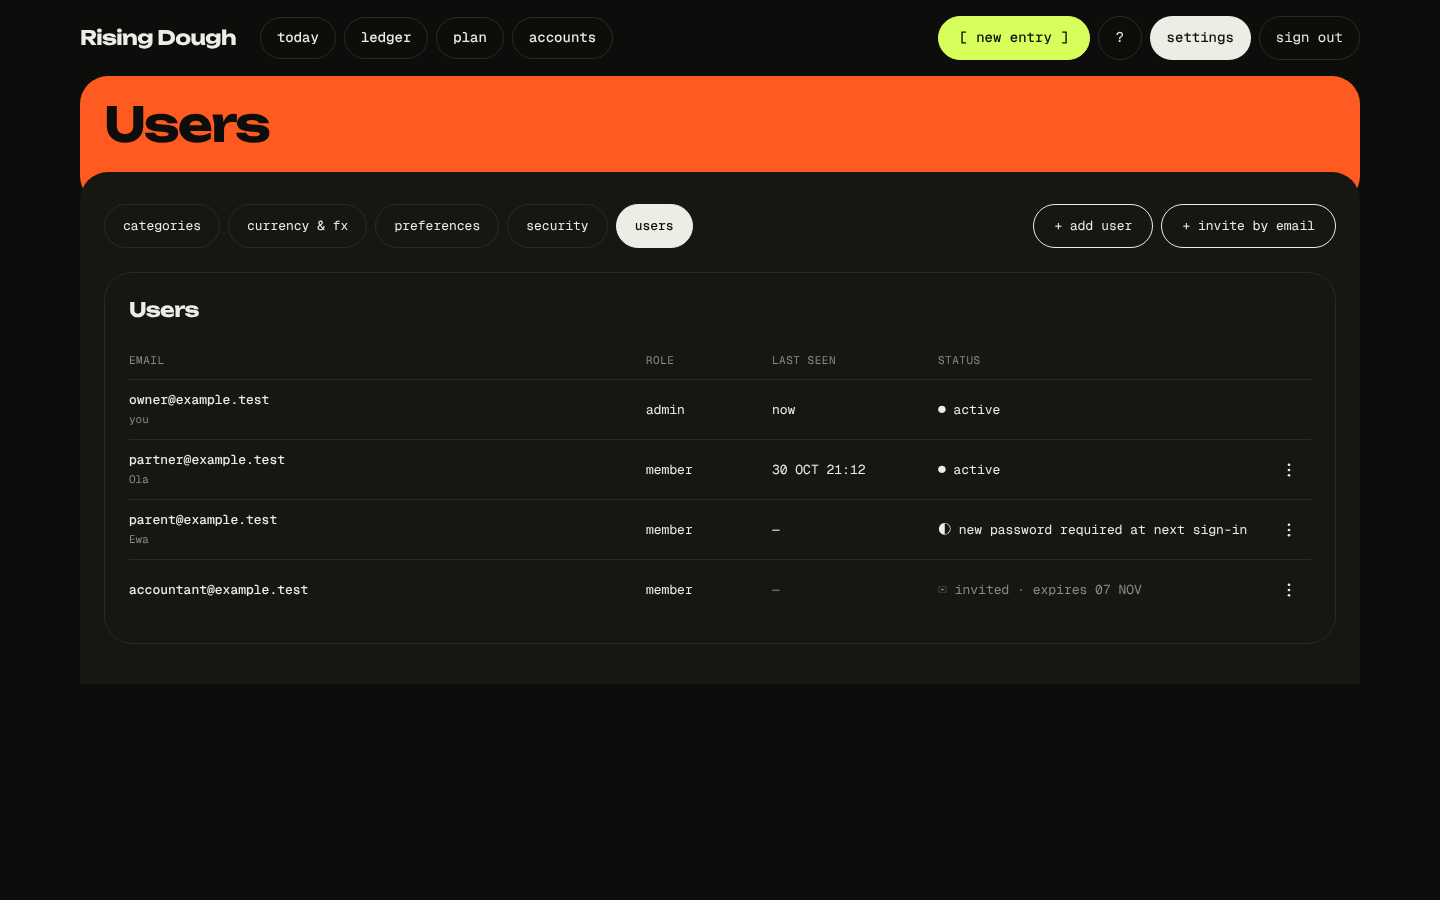 Rising Dough today ledger plan accounts [ new entry ] ? settings sign out
Users
categories currency & fx preferences security users + add user + invite by email
Users
EMAIL ROLE LAST SEEN STATUS
owner@example.test
you
admin now ● active
partner@example.test
Ola
member 30 OCT 21:12 ● active
parent@example.test
Ewa
member — ◐ new password required at next sign-in
accountant@example.test member — invited · expires 07 NOV